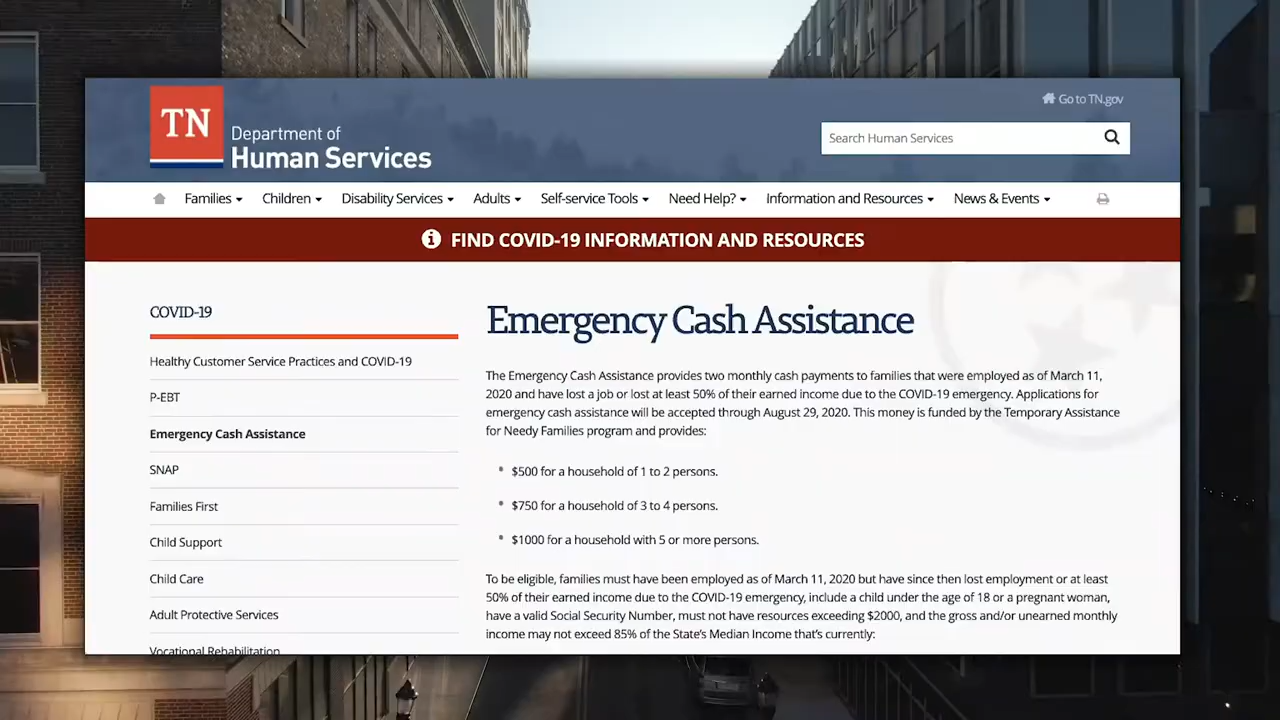 TN
Department of
Human Services
Go to TN.gov
Search Human Services
Families
Children
Disability Services
Adults
Self-service Tools
Need Help?
Information and Resources
News & Events
FIND COVID-19 INFORMATION AND RESOURCES
COVID-19
Healthy Customer Service Practices and COVID-19
P-EBT
Emergency Cash Assistance
SNAP
Families First
Child Support
Child Care
Adult Protective Services
Vocational Rehabilitation
Emergency Cash Assistance
The Emergency Cash Assistance provides two monthly cash payments to families that were employed as of March 11,
2020 and have lost a job or lost at least 50% of their earned income due to the COVID-19 emergency. Applications for
emergency cash assistance will be accepted through August 29, 2020. This money is funded by the Temporary Assistance
for Needy Families program and provides:
• $500 for a household of 1 to 2 persons.
• $750 for a household of 3 to 4 persons.
• $1000 for a household with 5 or more persons.
To be eligible, families must have been employed as of March 11, 2020 but have since then lost employment or at least
50% of their earned income due to the COVID-19 emergency, include a child under the age of 18 or a pregnant woman,
have a valid Social Security Number, must not have resources exceeding $2000, and the gross and/or unearned monthly
income may not exceed 85% of the State's Median Income that's currently: